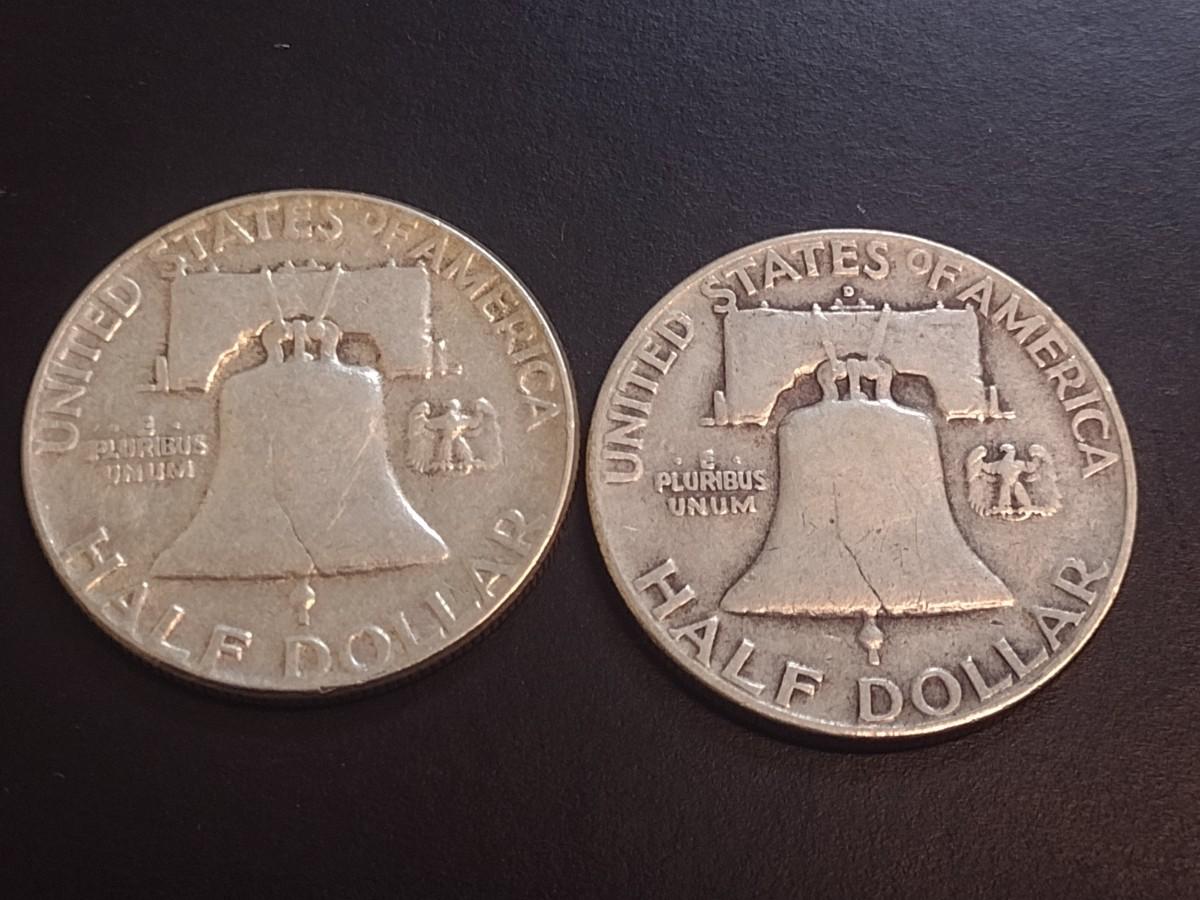 UNITED STATES OF AMERICA
E
PLURIBUS
UNUM
HALF DOLLAR
UNITED STATES OF AMERICA
D
E
PLURIBUS
UNUM
HALF DOLLAR